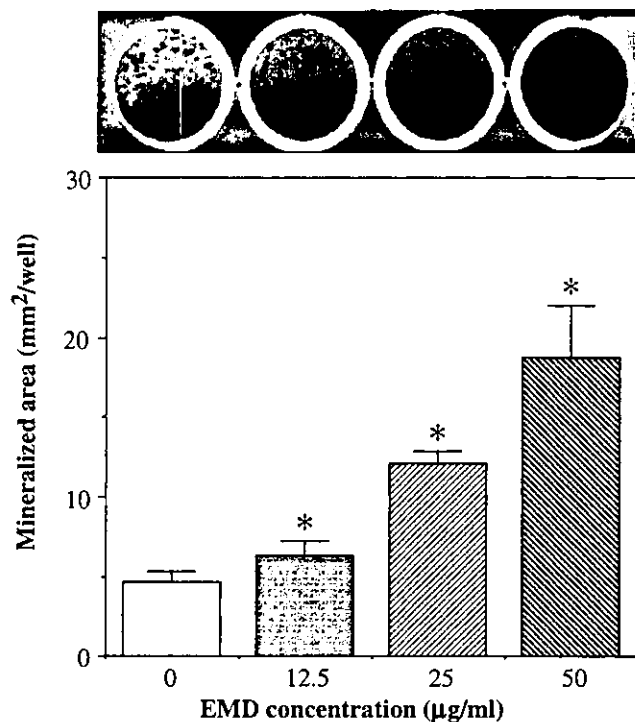 30
20
10
0
Mineralized area (mm²/well)
*
*
*
0 12.5 25 50
EMD concentration (µg/ml)